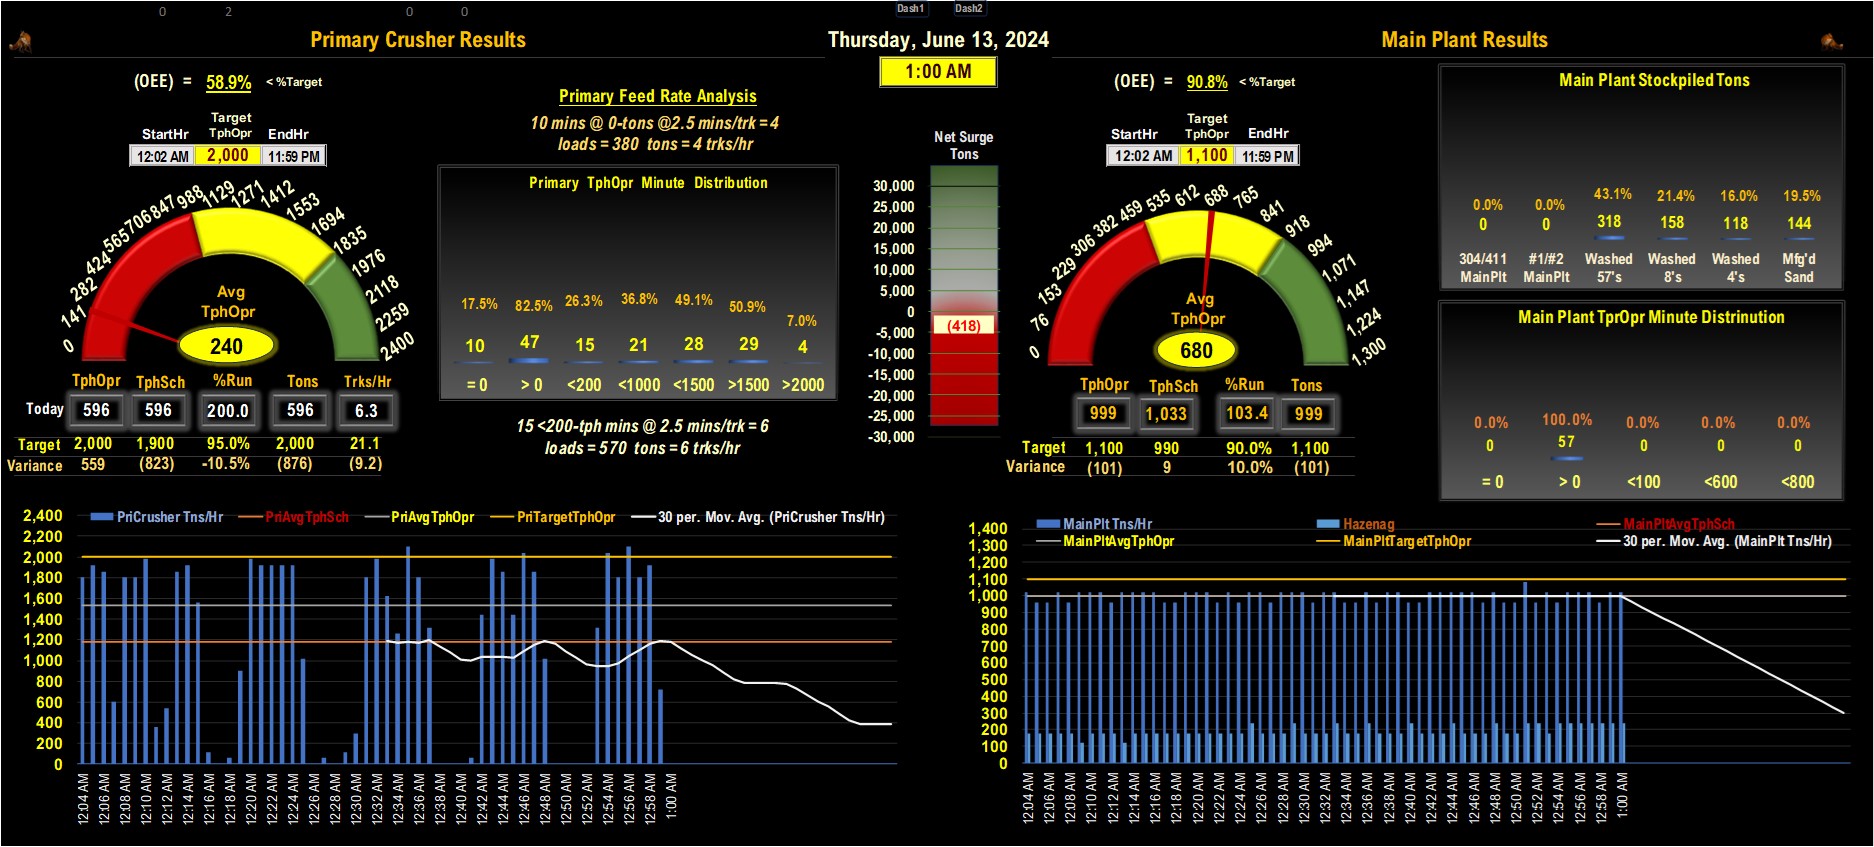 0 2 0 0 Dash1 Dash2
Primary Crusher Results
Thursday, June 13, 2024
Main Plant Results
1:00 AM
(OEE) = 58.9% < %Target
Target
StartHr TphOpr EndHr
12:02 AM 2,000 11:59 PM
0 141 282 424 565 706 847 988 1129 1271 1412 1553 1694 1835 1976 2118 2259 2400
Avg
TphOpr
240
TphOpr TphSch %Run Tons Trks/Hr
Today 596 596 200.0 596 6.3
Target 2,000 1,900 95.0% 2,000 21.1
Variance 559 (823) -10.5% (876) (9.2)
Primary Feed Rate Analysis
10 mins @ 0-tons @2.5 mins/trk = 4
loads = 380 tons = 4 trks/hr
Primary TphOpr Minute Distribution
17.5% 82.5% 26.3% 36.8% 49.1% 50.9% 7.0%
10 47 15 21 28 29 4
= 0 > 0 <200 <1000 <1500 >1500 >2000
15 <200-tph mins @ 2.5 mins/trk = 6
loads = 570 tons = 6 trks/hr
Net Surge
Tons
30,000
25,000
20,000
15,000
10,000
5,000
0
(418)
-5,000
-10,000
-15,000
-20,000
-25,000
-30,000
(OEE) = 90.8% < %Target
Target
StartHr TphOpr EndHr
12:02 AM 1,100 11:59 PM
0 76 153 229 306 382 459 535 612 688 765 841 918 994 1,071 1,147 1,224 1,300
Avg
TphOpr
680
TphOpr TphSch %Run Tons
999 1,033 103.4 999
Target 1,100 990 90.0% 1,100
Variance (101) 9 10.0% (101)
Main Plant Stockpiled Tons
0.0% 0.0% 43.1% 21.4% 16.0% 19.5%
0 0 318 158 118 144
304/411 #1/#2 Washed Washed Washed Mfg'd
MainPlt MainPlt 57's 8's 4's Sand
Main Plant TprOpr Minute Distrinution
0.0% 100.0% 0.0% 0.0% 0.0%
0 57 0 0 0
= 0 > 0 <100 <600 <800
PriCrusher Tns/Hr PriAvgTphSch PriAvgTphOpr PriTargetTphOpr 30 per. Mov. Avg. (PriCrusher Tns/Hr)
2,400
2,200
2,000
1,800
1,600
1,400
1,200
1,000
800
600
400
200
0
12:04 AM 12:06 AM 12:08 AM 12:10 AM 12:12 AM 12:14 AM 12:16 AM 12:18 AM 12:20 AM 12:22 AM 12:24 AM 12:26 AM 12:28 AM 12:30 AM 12:32 AM 12:34 AM 12:36 AM 12:38 AM 12:40 AM 12:42 AM 12:44 AM 12:46 AM 12:48 AM 12:50 AM 12:52 AM 12:54 AM 12:56 AM 12:58 AM 1:00 AM
MainPlt Tns/Hr Hazenag MainPltAvgTphSch
MainPltAvgTphOpr MainPltTargetTphOpr 30 per. Mov. Avg. (MainPlt Tns/Hr)
1,400
1,300
1,200
1,100
1,000
900
800
700
600
500
400
300
200
100
0
12:04 AM 12:06 AM 12:08 AM 12:10 AM 12:12 AM 12:14 AM 12:16 AM 12:18 AM 12:20 AM 12:22 AM 12:24 AM 12:26 AM 12:28 AM 12:30 AM 12:32 AM 12:34 AM 12:36 AM 12:38 AM 12:40 AM 12:42 AM 12:44 AM 12:46 AM 12:48 AM 12:50 AM 12:52 AM 12:54 AM 12:56 AM 12:58 AM 1:00 AM